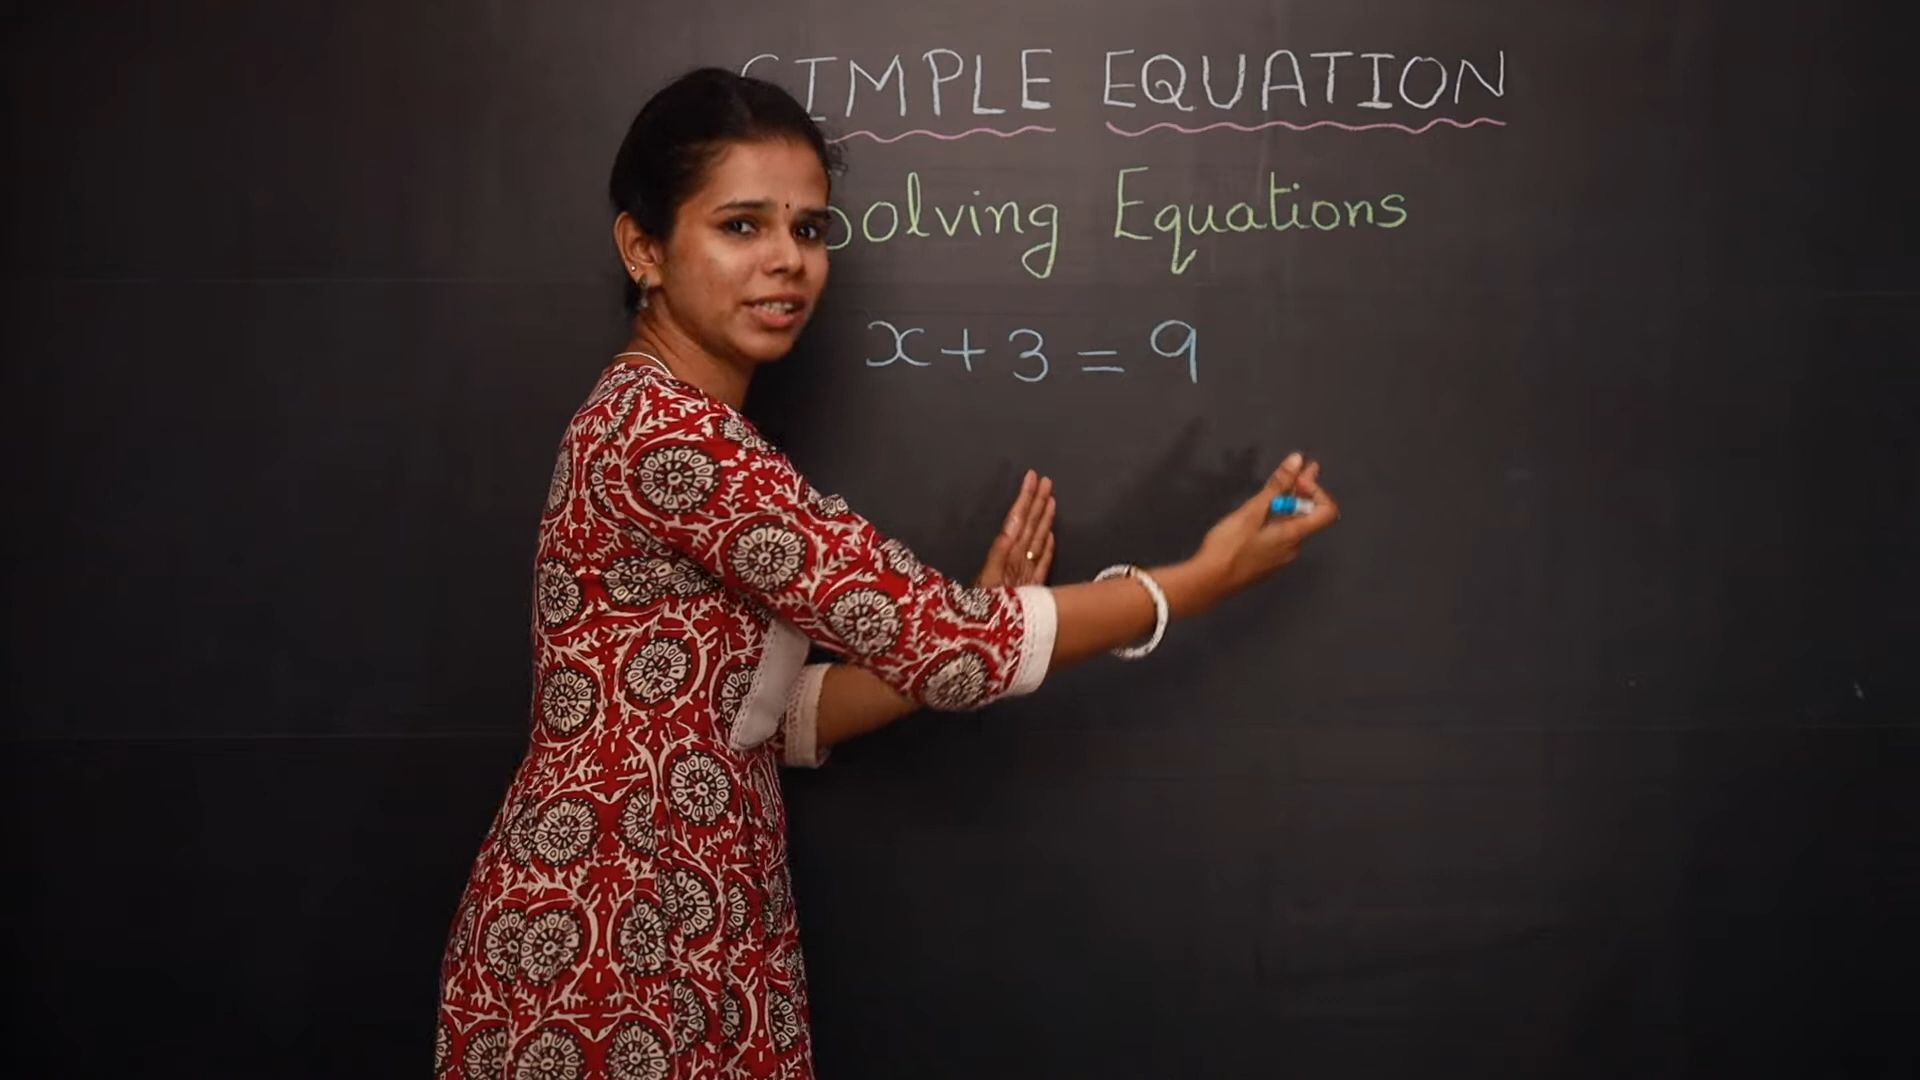 SIMPLE EQUATION
Solving Equations
x + 3 = 9